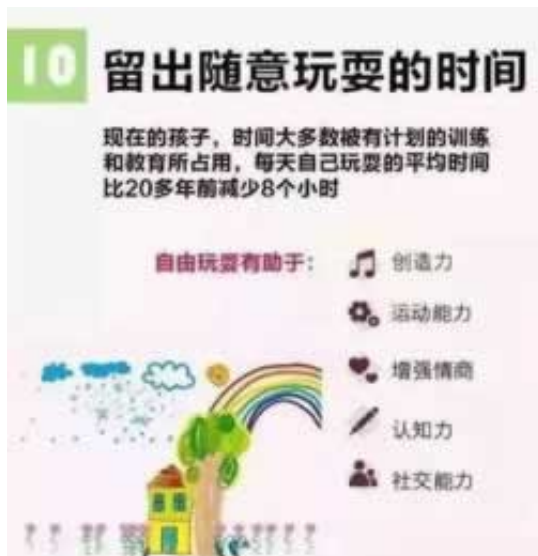 10
留出随意玩耍的时间
现在的孩子，时间大多数被有计划的训练
和教育所占用，每天自己玩耍的平均时间
比20多年前减少8个小时
自由玩耍有助于：
创造力
运动能力
增强情商
认知力
社交能力